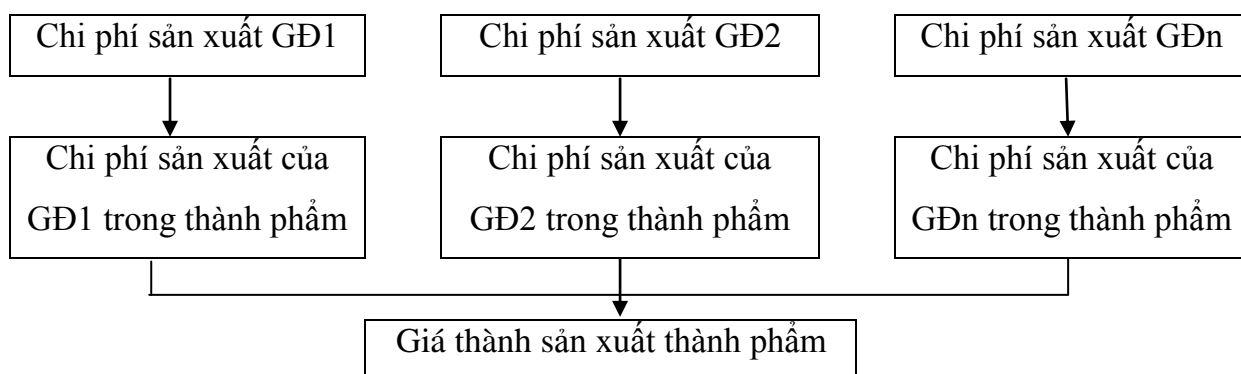 Chi phí sản xuất GĐ1
Chi phí sản xuất GĐ2
Chi phí sản xuất GĐn
Chi phí sản xuất của
GĐ1 trong thành phẩm
Chi phí sản xuất của
GĐ2 trong thành phẩm
Chi phí sản xuất của
GĐn trong thành phẩm
Giá thành sản xuất thành phẩm